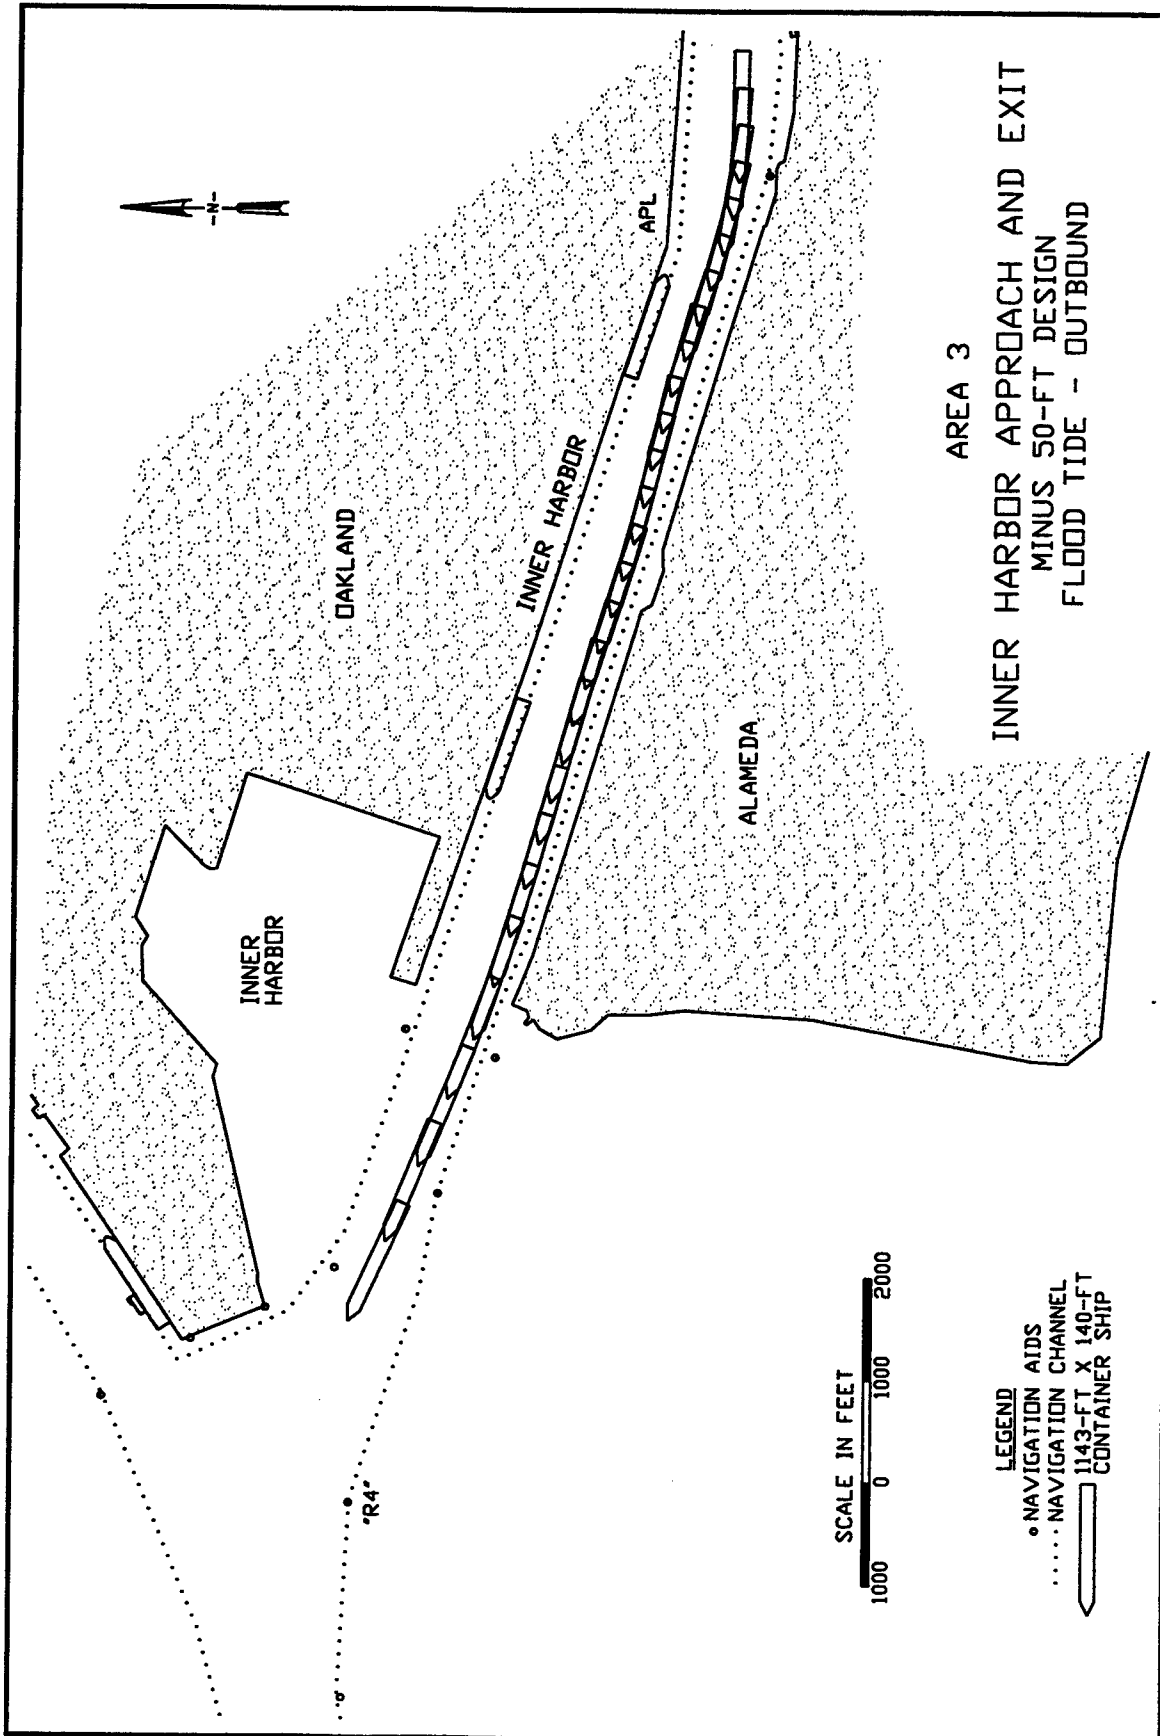 -N-
OAKLAND
APL
INNER HARBOR
INNER
HARBOR
ALAMEDA
"R4"
AREA 3
INNER HARBOR APPROACH AND EXIT
MINUS 50-FT DESIGN
FLOOD TIDE - OUTBOUND
SCALE IN FEET
1000 0 1000 2000
LEGEND
NAVIGATION AIDS
NAVIGATION CHANNEL
1143-FT X 140-FT
CONTAINER SHIP